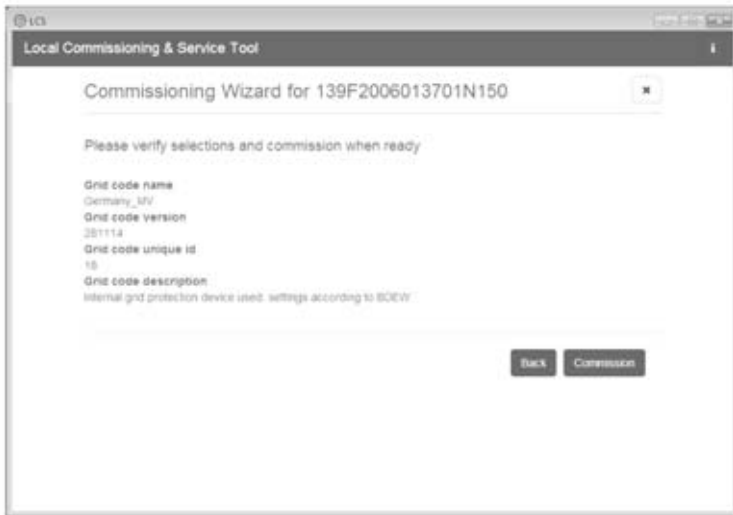 LCS
Local Commissioning & Service Tool
i
Commissioning Wizard for 139F2006013701N150
Please verify selections and commission when ready
Grid code name
Germany_MV
Grid code version
281114
Grid code unique id
16
Grid code description
Internal grid protection device used. settings according to BDEW
Back
Commission